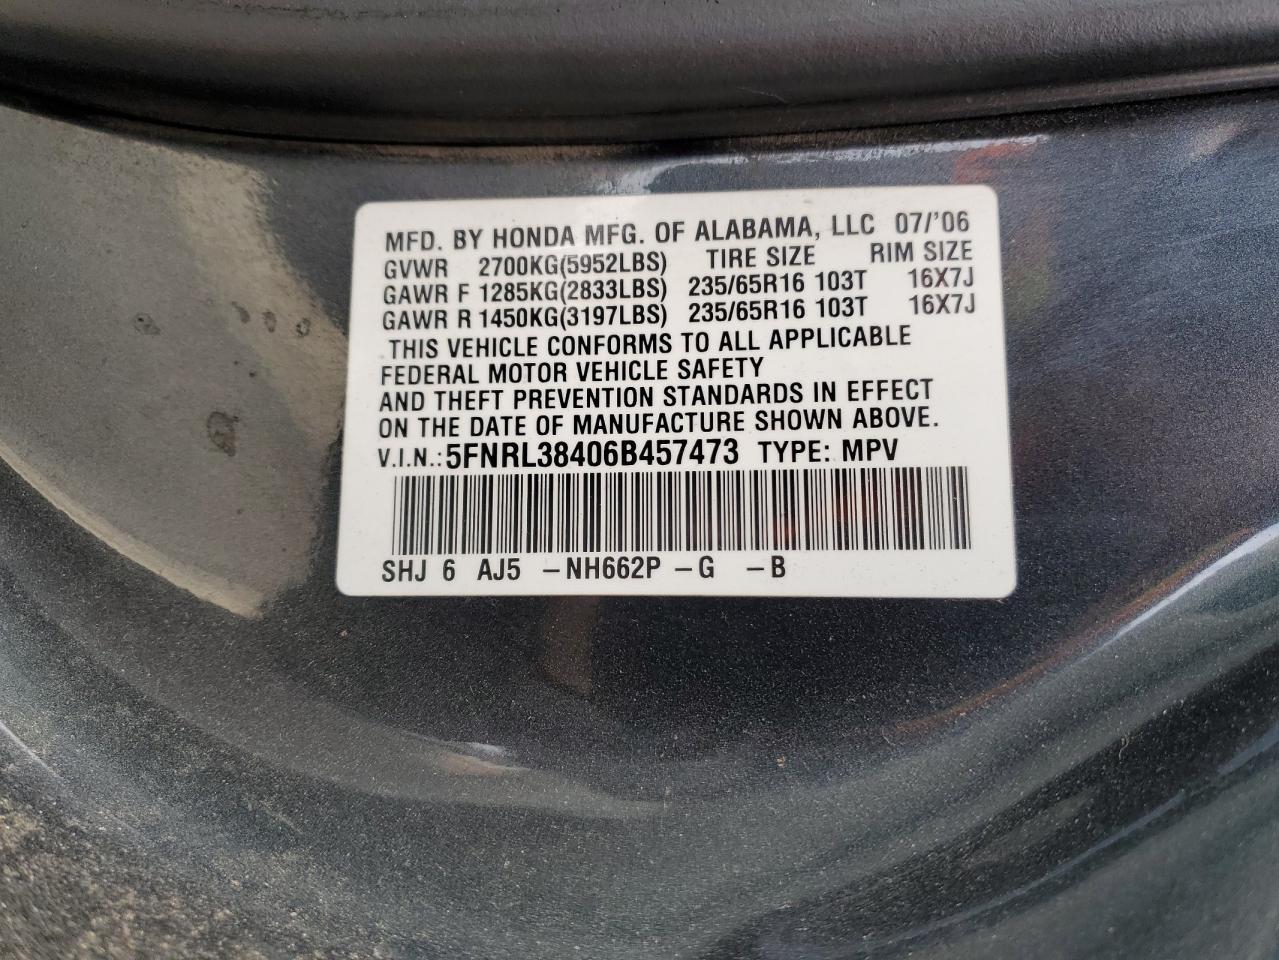 MFD. BY HONDA MFG. OF ALABAMA, LLC 07/'06
GVWR 2700KG(5952LBS) TIRE SIZE RIM SIZE
GAWR F 1285KG(2833LBS) 235/65R16 103T 16X7J
GAWR R 1450KG(3197LBS) 235/65R16 103T 16X7J
THIS VEHICLE CONFORMS TO ALL APPLICABLE
FEDERAL MOTOR VEHICLE SAFETY
AND THEFT PREVENTION STANDARDS IN EFFECT
ON THE DATE OF MANUFACTURE SHOWN ABOVE.
V.I.N.: 5FNRL38406B457473 TYPE: MPV
SHJ 6 AJ5 -NH662P -G -B